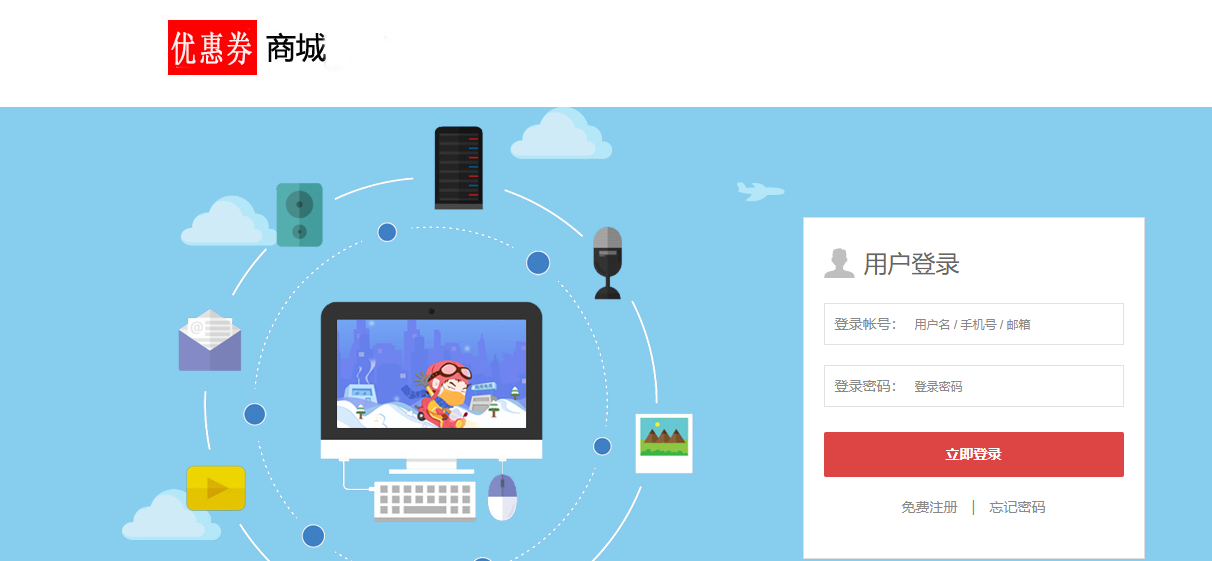 优惠券 商城
用户登录
登录帐号： 用户名 / 手机号 / 邮箱
登录密码： 登录密码
立即登录
免费注册 | 忘记密码
@